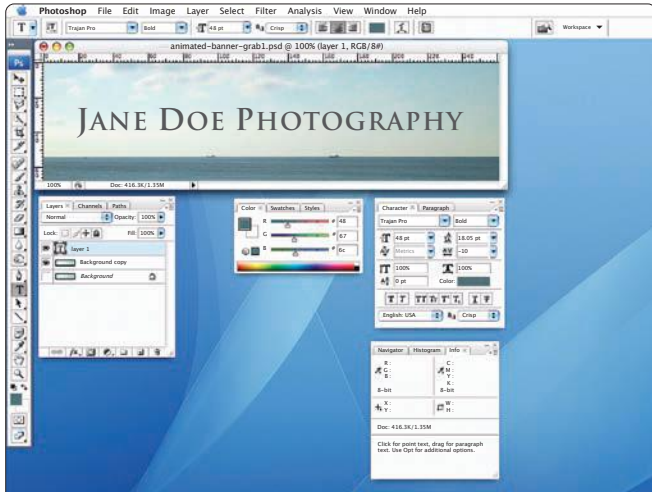 Photoshop File Edit Image Layer Select Filter Analysis View Window Help
T Trajan Pro Bold 48 pt Crisp Workspace
animated-banner-grab1.psd @ 100% (layer 1, RGB/8#)
JANE DOE PHOTOGRAPHY
100% Doc: 416.3K/1.35M
Ps
Layers Channels Paths
Normal Opacity: 100%
Lock: Fill: 100%
layer 1
Background copy
Background
Color Swatches Styles
R # 48
G # 67
B # 6c
Character Paragraph
Trajan Pro Bold
48 pt 18.05 pt
Metrics -10
100% 100%
0 pt Color:
English: USA Crisp
Navigator Histogram Info
R: C:
G: M:
B: Y:
K:
8-bit 8-bit
X: W:
Y: H:
Doc: 416.3K/1.35M
Click for point text, drag for paragraph
text. Use Opt for additional options.